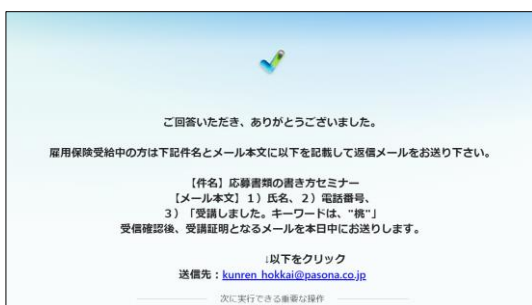 ご回答いただき、ありがとうございました。
雇用保険受給中の方は下記件名とメール本文に以下を記載して返信メールをお送り下さい。
【件名】応募書類の書き方セミナー
【メール本文】1）氏名、2）電話番号、
3）「受講しました。キーワードは、"桃"」
受信確認後、受講証明となるメールを本日中にお送りします。
↓以下をクリック
送信先：kunren_hokkai@pasona.co.jp
次に実行できる重要な操作